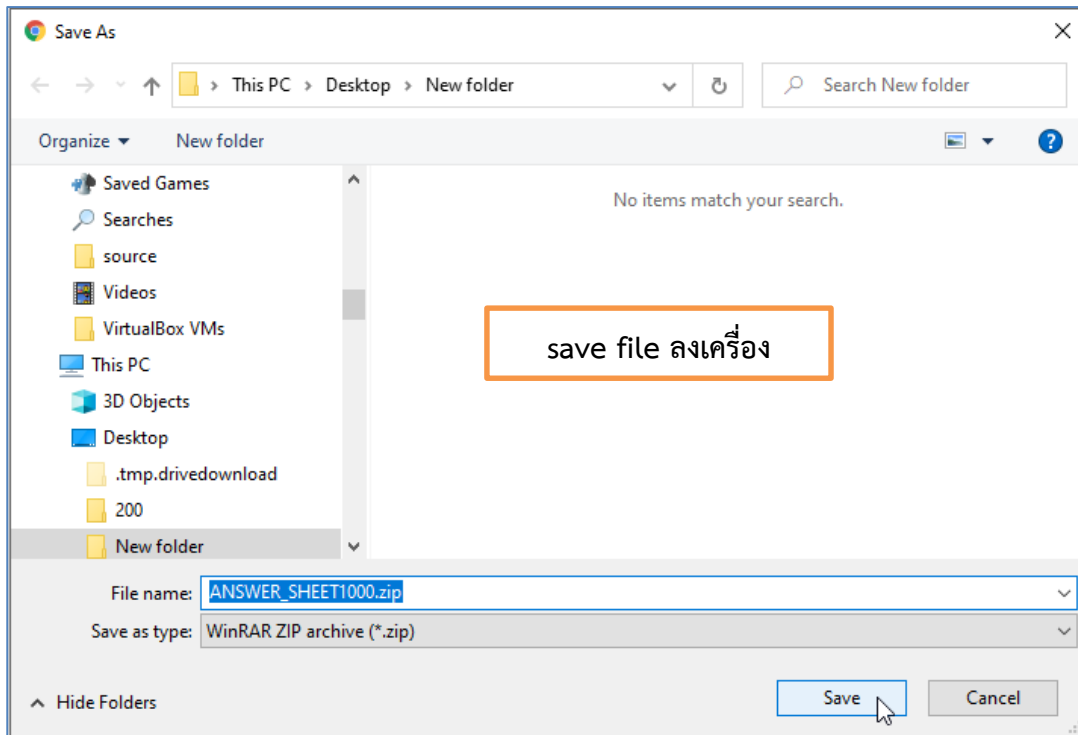 Save As
This PC > Desktop > New folder
Search New folder
Organize
New folder
Saved Games
Searches
source
Videos
VirtualBox VMs
This PC
3D Objects
Desktop
.tmp.drivedownload
200
New folder
No items match your search.
save file ลงเครื่อง
File name: ANSWER_SHEET1000.zip
Save as type: WinRAR ZIP archive (*.zip)
Hide Folders
Save
Cancel